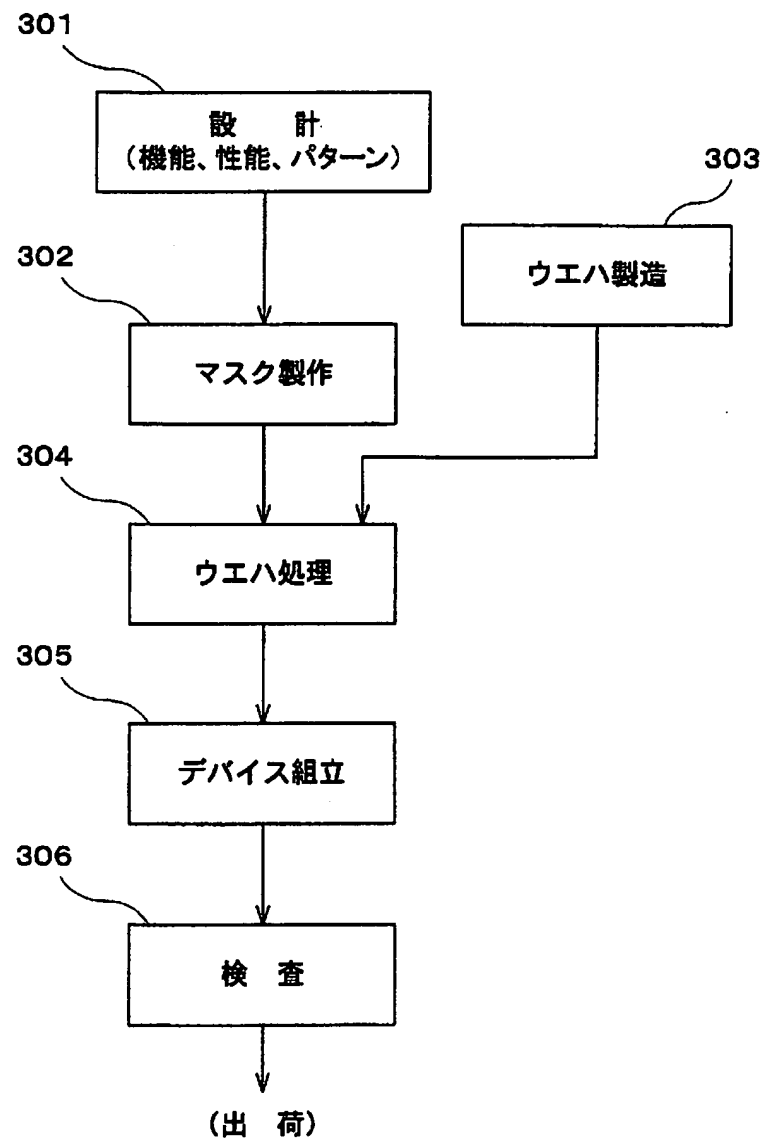 301
設 計
(機能、性能、パターン)
303
ウエハ製造
302
マスク製作
304
ウエハ処理
305
デバイス組立
306
検 査
(出 荷)